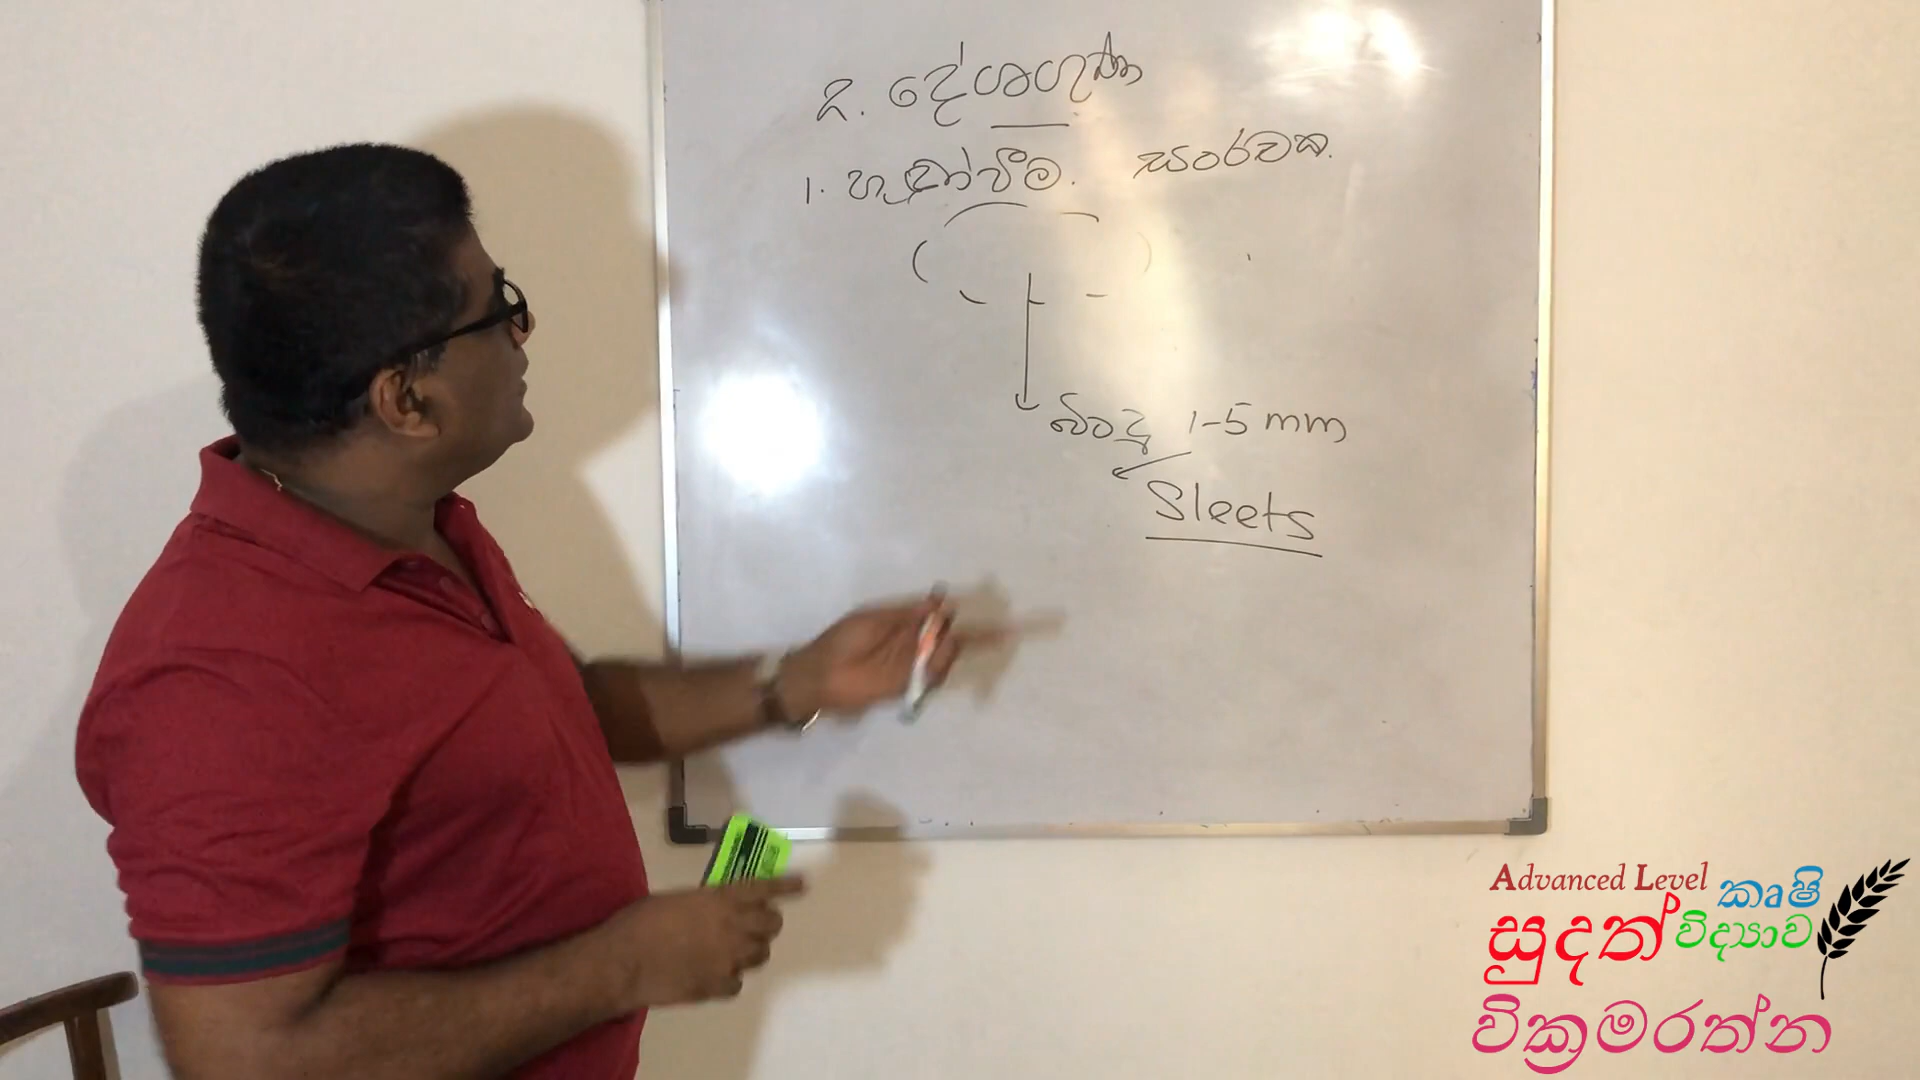 2. දේශගුණ
1. හැඳින්වීම. සංරචක.
බිංදු 1-5 mm
Sleets
Advanced Level කෘෂි
සුදත් විද්‍යාව
වික්‍රමරත්න